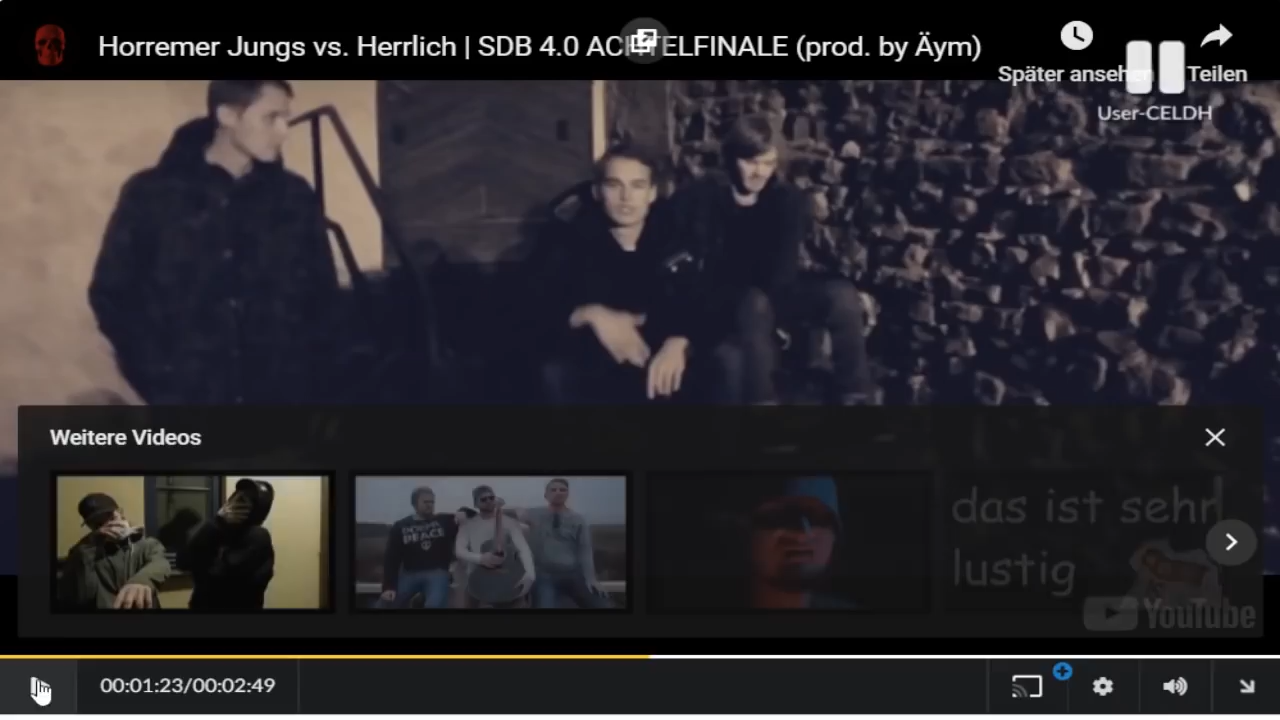 Horremer Jungs vs. Herrlich | SDB 4.0 ACHTELFINALE (prod. by Äym)
Später ansehen
Teilen
User-CELDH
Weitere Videos
PEACE
das ist sehr
lustig
YouTube
00:01:23/00:02:49